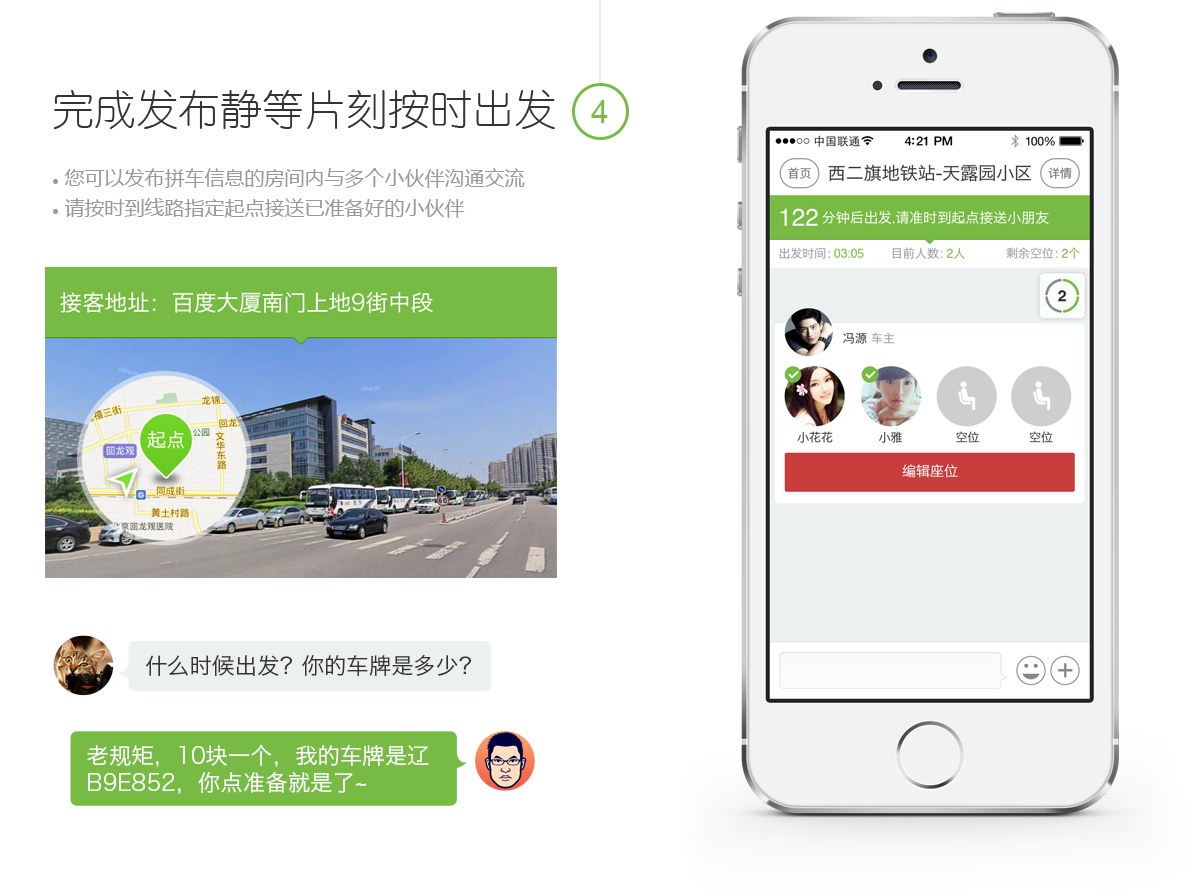 完成发布静等片刻按时出发
4
• 您可以发布拼车信息的房间内与多个小伙伴沟通交流
• 请按时到线路指定起点接送已准备好的小伙伴
接客地址：百度大厦南门上地9街中段
龙锦
回龙
公园
文华东路
起点
回龙观
同成街
黄土村路
京回龙观医院
60
什么时候出发？你的车牌是多少？
老规矩，10块一个，我的车牌是辽
B9E852，你点准备就是了~
中国联通
4:21 PM
100%
首页
西二旗地铁站-天露园小区
详情
122 分钟后出发,请准时到起点接送小朋友
出发时间: 03:05
目前人数: 2人
剩余空位: 2个
2
冯源 车主
小花花
小雅
空位
空位
编辑座位